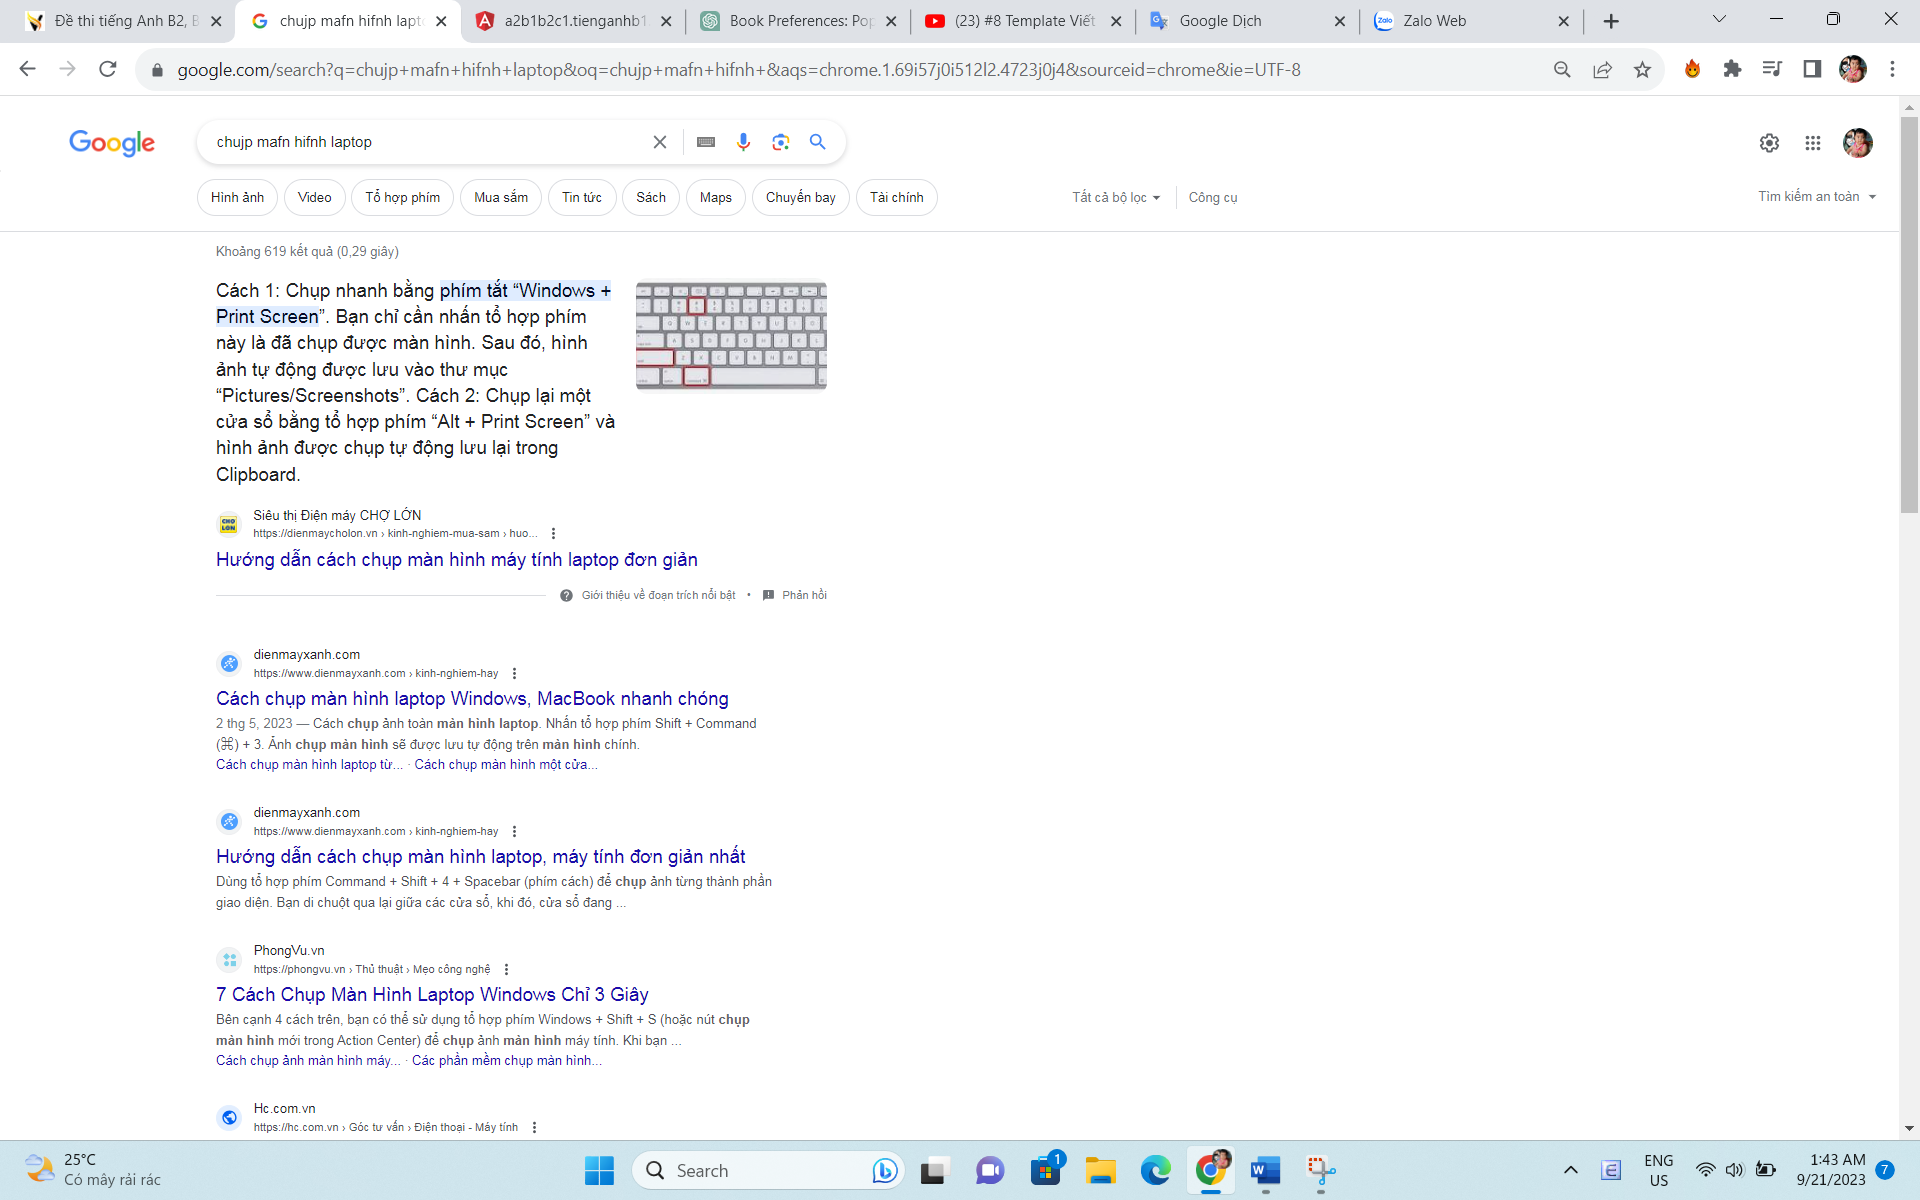 Đề thi tiếng Anh B2, B
chujp mafn hifnh lapto
a2b1b2c1.tienganhb1
Book Preferences: Pop
(23) #8 Template Viết
Google Dịch
Zalo Web
google.com/search?q=chujp+mafn+hifnh+laptop&oq=chujp+mafn+hifnh+&aqs=chrome.1.69i57j0i512l2.4723j0j4&sourceid=chrome&ie=UTF-8
Google
chujp mafn hifnh laptop
Hình ảnh
Video
Tổ hợp phím
Mua sắm
Tin tức
Sách
Maps
Chuyến bay
Tài chính
Tất cả bộ lọc
Công cụ
Tìm kiếm an toàn
Khoảng 619 kết quả (0,29 giây)
Cách 1: Chụp nhanh bằng phím tắt “Windows +
Print Screen”. Bạn chỉ cần nhấn tổ hợp phím
này là đã chụp được màn hình. Sau đó, hình
ảnh tự động được lưu vào thư mục
“Pictures/Screenshots”. Cách 2: Chụp lại một
cửa sổ bằng tổ hợp phím “Alt + Print Screen” và
hình ảnh được chụp tự động lưu lại trong
Clipboard.
CHO LON
Siêu thị Điện máy CHỢ LỚN
https://dienmaycholon.vn › kinh-nghiem-mua-sam › huo...
Hướng dẫn cách chụp màn hình máy tính laptop đơn giản
Giới thiệu về đoạn trích nổi bật • Phản hồi
dienmayxanh.com
https://www.dienmayxanh.com › kinh-nghiem-hay
Cách chụp màn hình laptop Windows, MacBook nhanh chóng
2 thg 5, 2023 — Cách chụp ảnh toàn màn hình laptop. Nhấn tổ hợp phím Shift + Command
(⌘) + 3. Ảnh chụp màn hình sẽ được lưu tự động trên màn hình chính.
Cách chụp màn hình laptop từ... · Cách chụp màn hình một cửa...
dienmayxanh.com
https://www.dienmayxanh.com › kinh-nghiem-hay
Hướng dẫn cách chụp màn hình laptop, máy tính đơn giản nhất
Dùng tổ hợp phím Command + Shift + 4 + Spacebar (phím cách) để chụp ảnh từng thành phần
giao diện. Bạn di chuột qua lại giữa các cửa sổ, khi đó, cửa sổ đang ...
PhongVu.vn
https://phongvu.vn › Thủ thuật › Mẹo công nghệ
7 Cách Chụp Màn Hình Laptop Windows Chỉ 3 Giây
Bên cạnh 4 cách trên, bạn có thể sử dụng tổ hợp phím Windows + Shift + S (hoặc nút chụp
màn hình mới trong Action Center) để chụp ảnh màn hình máy tính. Khi bạn ...
Cách chụp ảnh màn hình máy... · Các phần mềm chụp màn hình...
Hc.com.vn
https://hc.com.vn › Góc tư vấn › Điện thoại - Máy tính
25°C
Có mây rải rác
Search
1
ENG
US
1:43 AM
9/21/2023
7